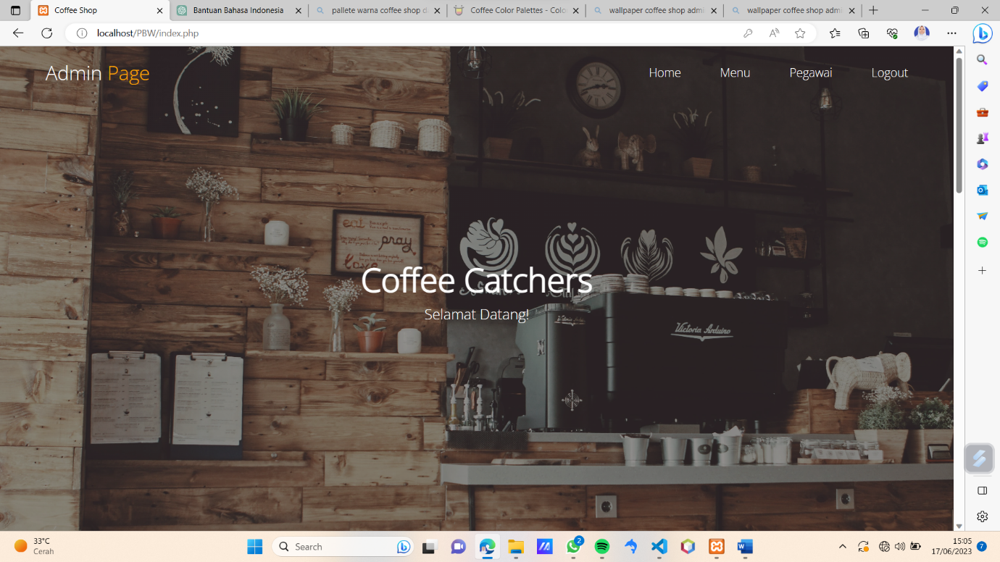 Coffee Shop
Bantuan Bahasa Indonesia
pallete warna coffee shop d
Coffee Color Palettes - Colo
wallpaper coffee shop adm
wallpaper coffee shop adm
localhost/PBW/index.php
Admin Page
Home
Menu
Pegawai
Logout
eat
pray
love
Coffee Catchers
Selamat Datang!
Victoria Arduino
33°C
Cerah
Search
2
15:05
17/06/2023
7